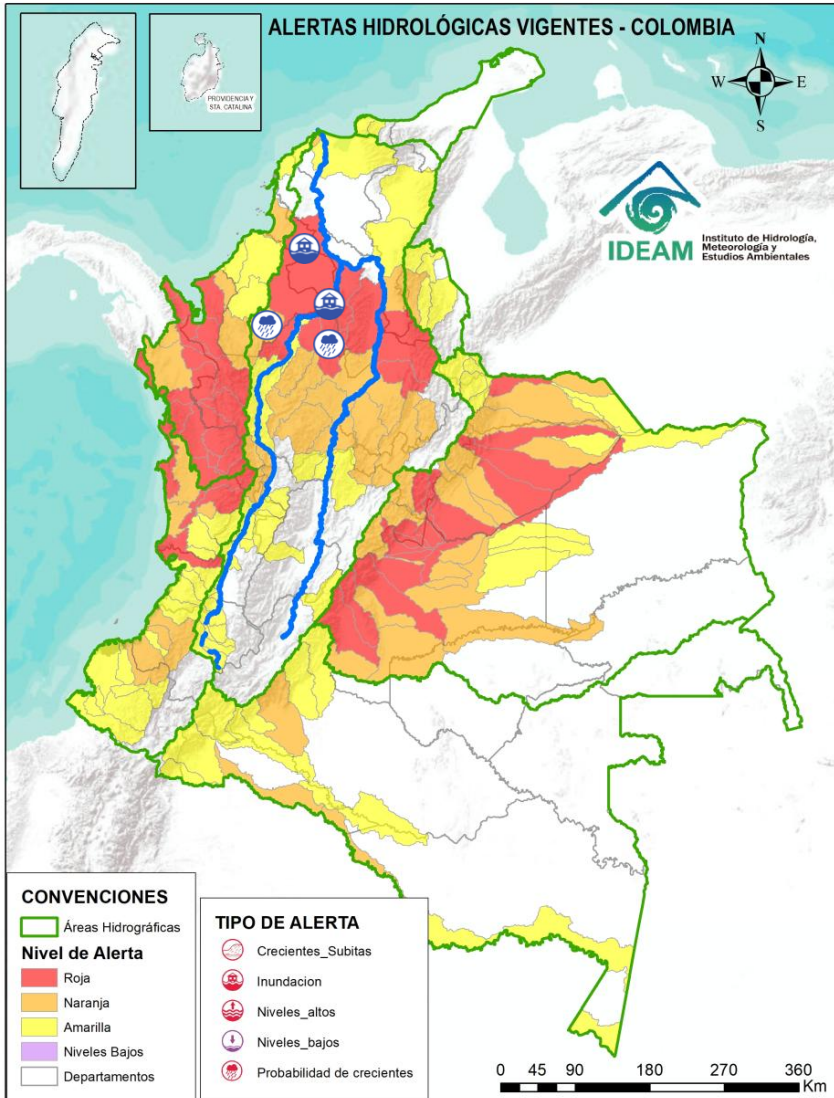 ALERTAS HIDROLÓGICAS VIGENTES - COLOMBIA
PROVIDENCIA Y
STA. CATALINA
N
W
E
S
IDEAM
Instituto de Hidrología,
Meteorología y
Estudios Ambientales
CONVENCIONES
Áreas Hidrográficas
Nivel de Alerta
Roja
Naranja
Amarilla
Niveles Bajos
Departamentos
TIPO DE ALERTA
Crecientes_Subitas
Inundacion
Niveles_altos
Niveles_bajos
Probabilidad de crecientes
0 45 90 180 270 360
Km